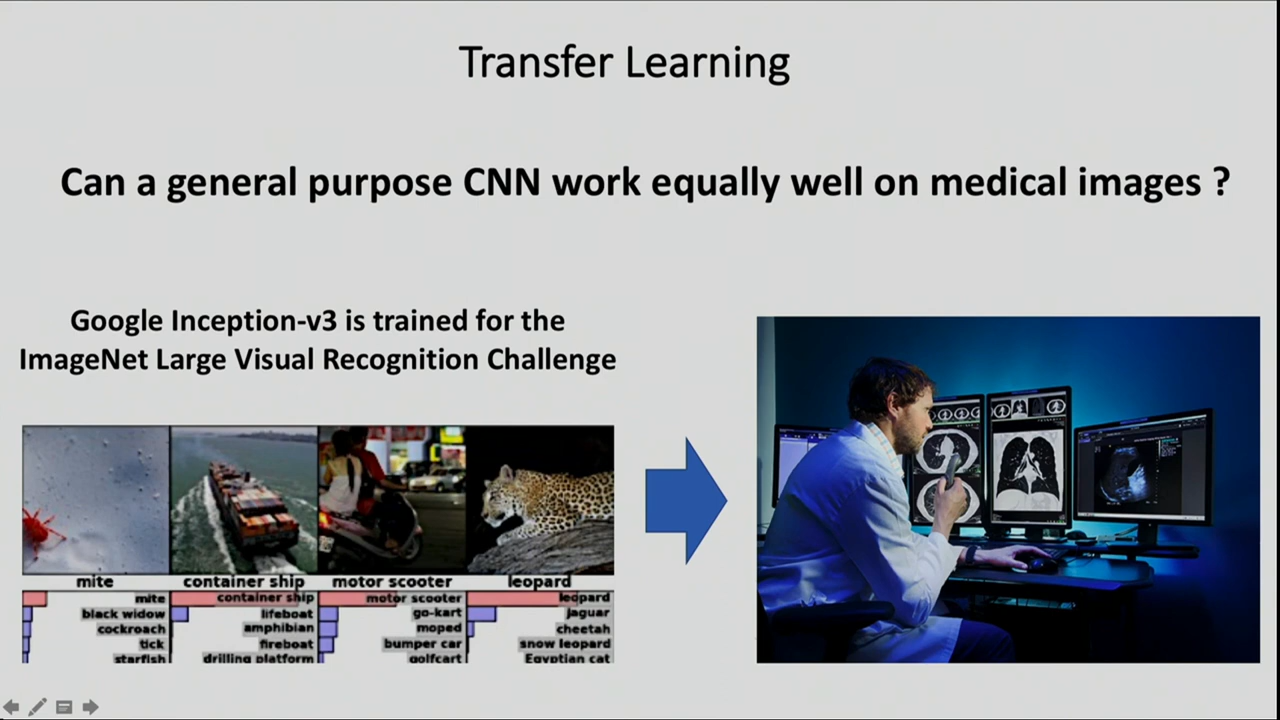 Transfer Learning
Can a general purpose CNN work equally well on medical images ?
Google Inception-v3 is trained for the
ImageNet Large Visual Recognition Challenge
mite container ship motor scooter leopard
mite container ship motor scooter leopard
black widow lifeboat go-kart jaguar
cockroach amphibian moped cheetah
tick fireboat bumper car snow leopard
starfish drilling platform golfcart Egyptian cat